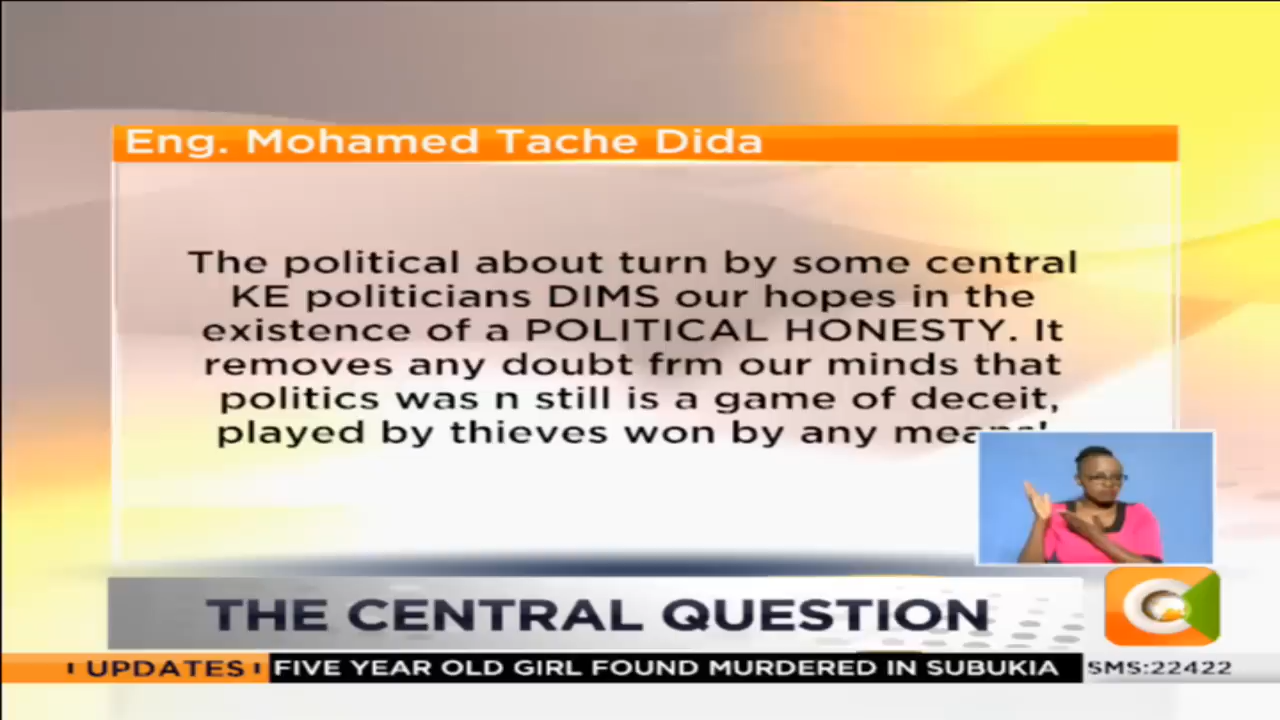 Eng. Mohamed Tache Dida
The political about turn by some central
KE politicians DIMS our hopes in the
existence of a POLITICAL HONESTY. It
removes any doubt frm our minds that
politics was n still is a game of deceit,
played by thieves won by any
THE CENTRAL QUESTION
UPDATES
FIVE YEAR OLD GIRL FOUND MURDERED IN SUBUKIA
SMS:22422